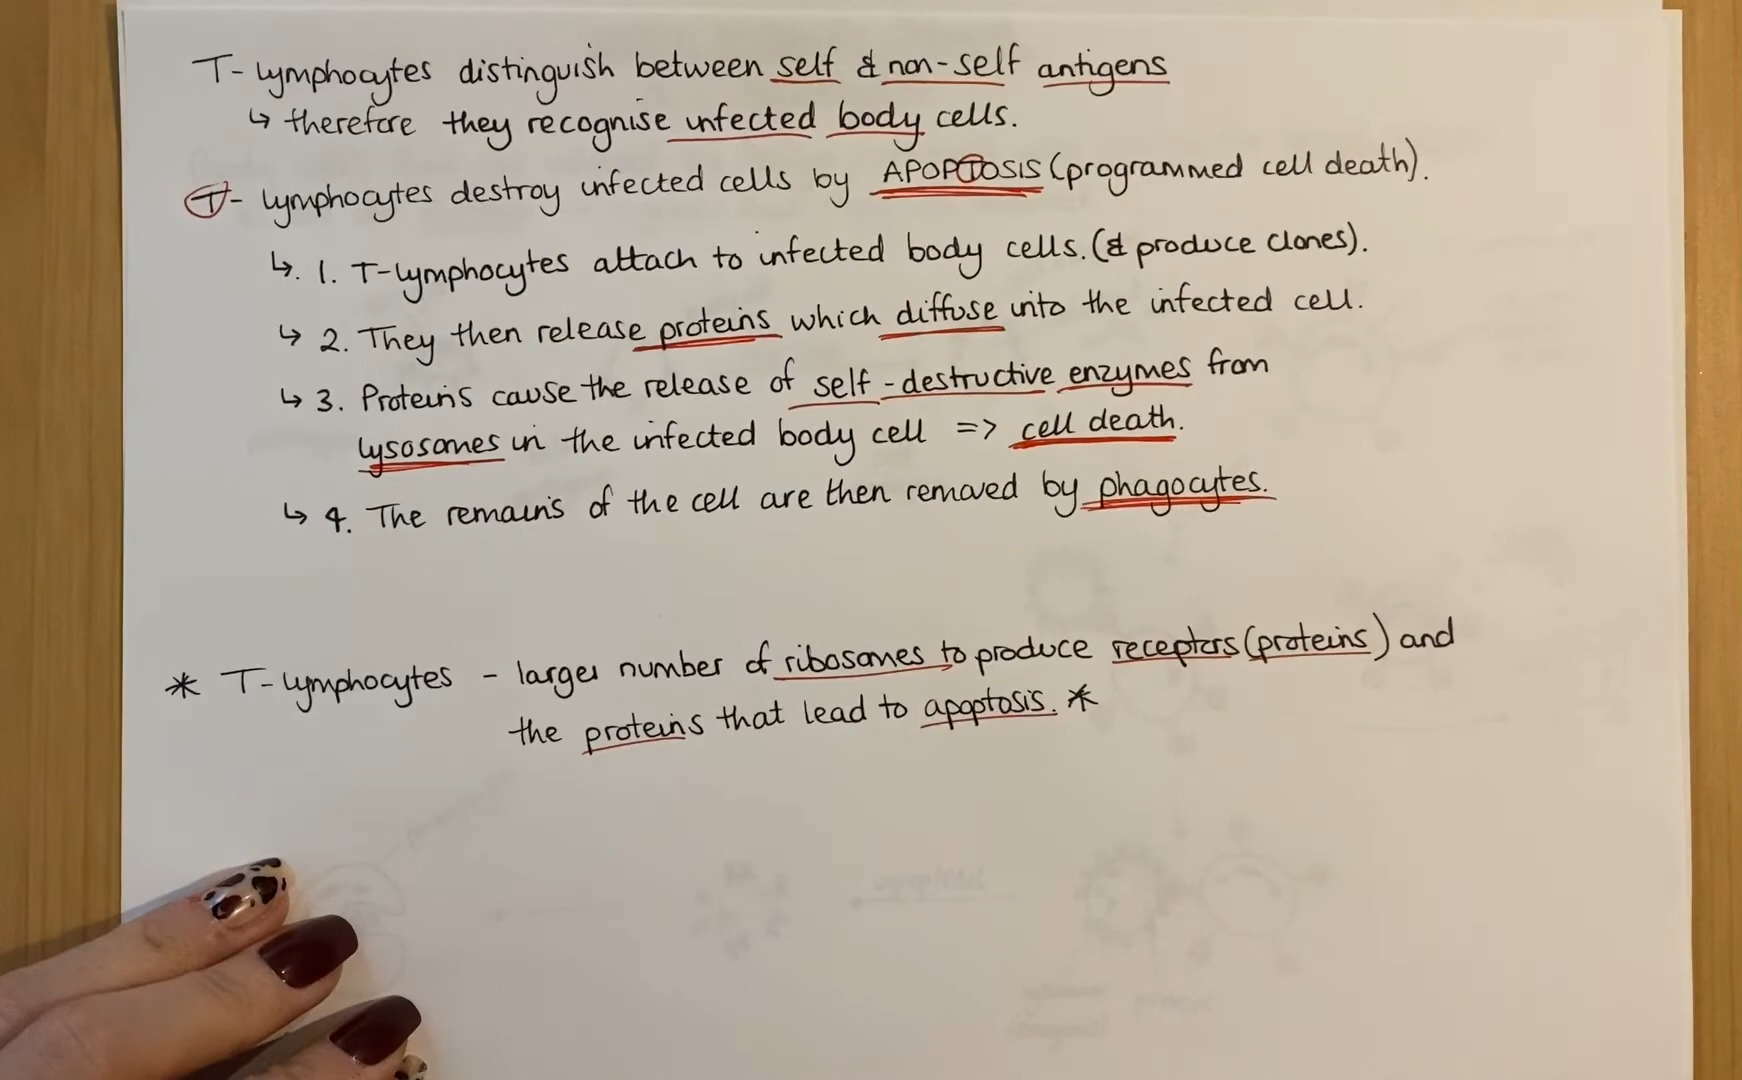 T- lymphocytes distinguish between self & non-self antigens
↳ therefore they recognise infected body cells.
T- lymphocytes destroy infected cells by APOPTOSIS (programmed cell death).
↳. 1. T-lymphocytes attach to infected body cells. (& produce clones).
↳ 2. They then release proteins which diffuse into the infected cell.
↳ 3. Proteins cause the release of self-destructive enzymes from
lysosomes in the infected body cell => cell death.
↳ 4. The remains of the cell are then removed by phagocytes.
* T-lymphocytes - larger number of ribosomes to produce receptors (proteins) and
the proteins that lead to apoptosis. *